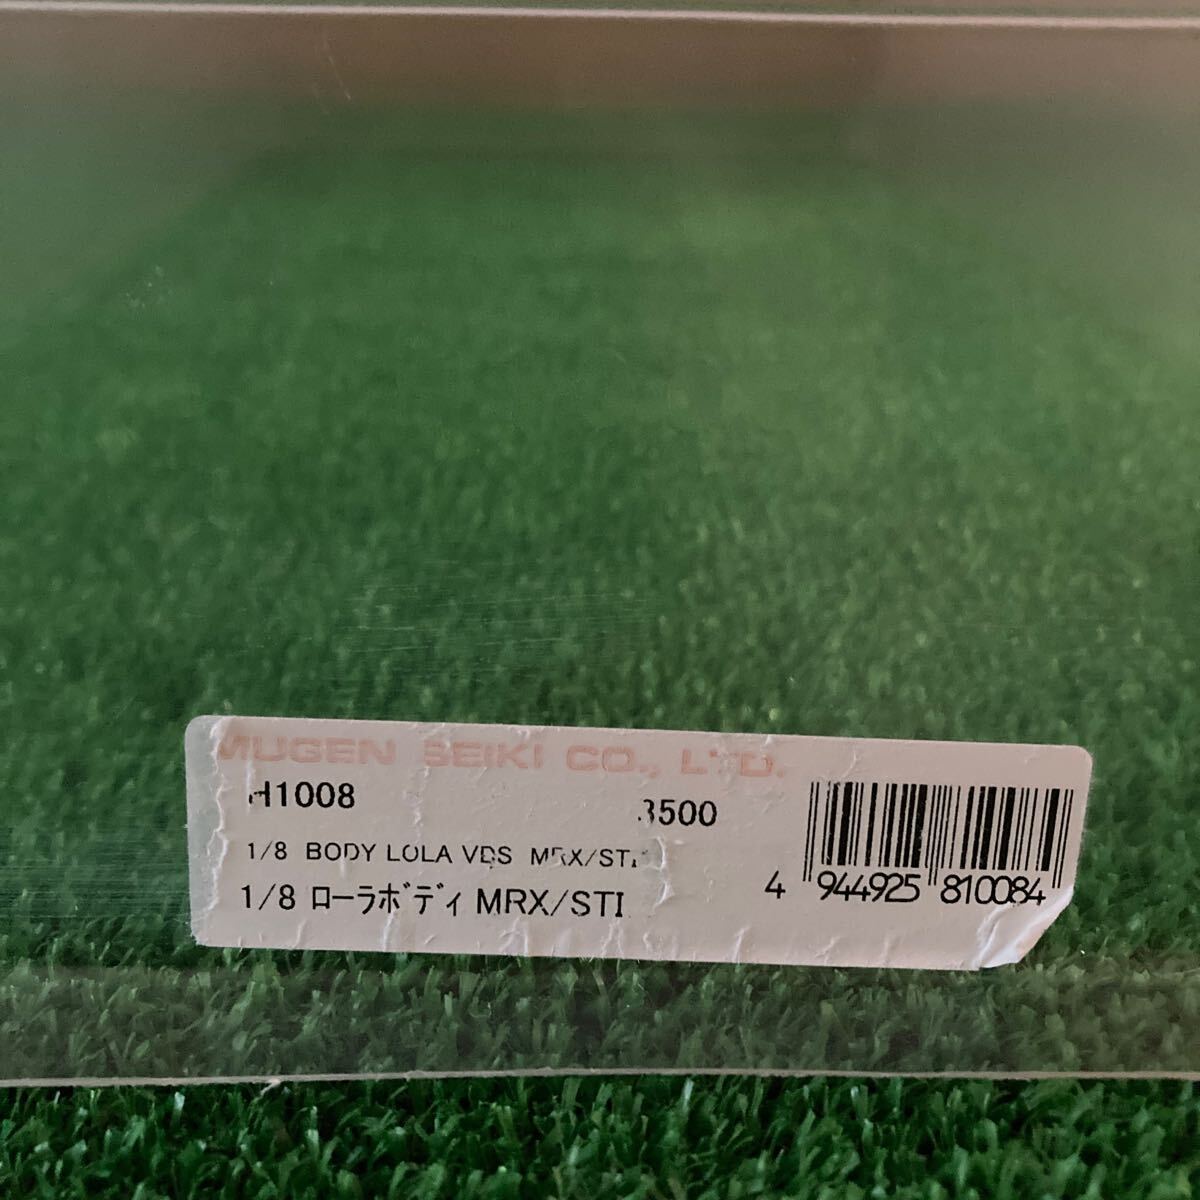 MUGEN SEIKI CO., LTD.
H1008 3500
1/8 BODY LOLA VDS MRX/STI
1/8 ローラボディ MRX/STI
4 944925 810084